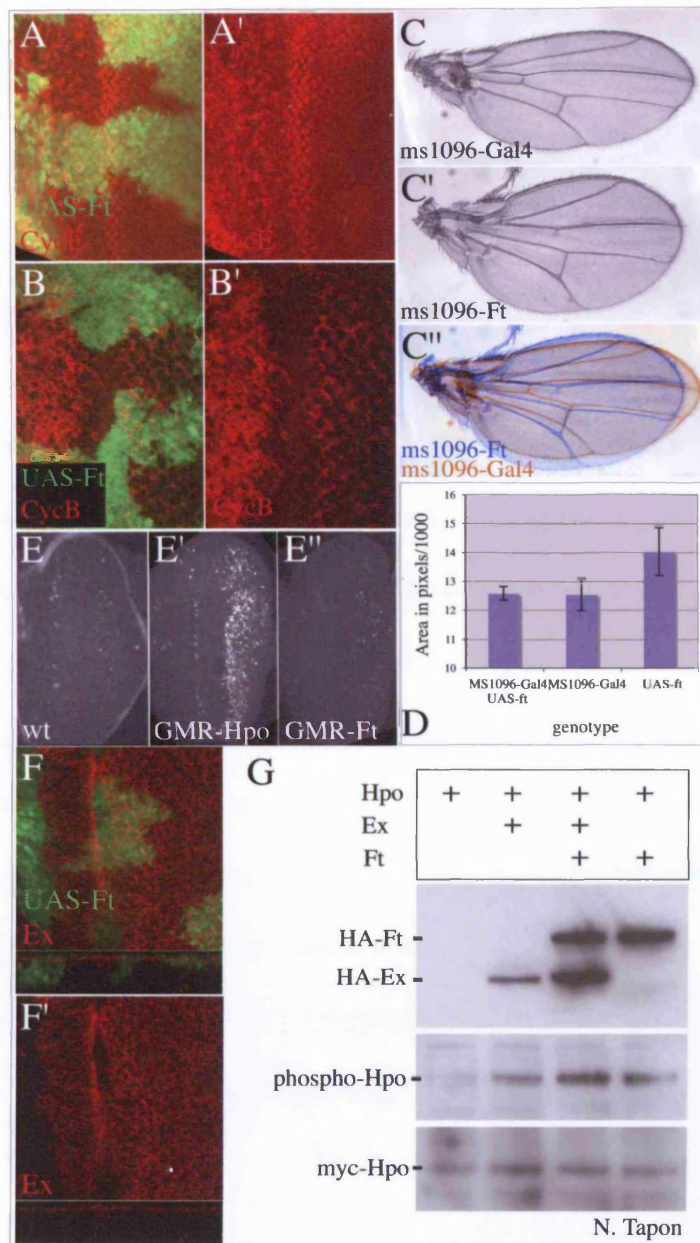 A
UAS-Ft
A'
C
ms1096-Gal4
C'
ms1096-Ft
B
UAS-Ft
CycB
B'
CycB
C''
ms1096-Ft
ms1096-Gal4
E
wt
E'
GMR-Hpo
E''
GMR-Ft
Area in pixels/1000
16
15
14
13
12
11
10
MS1096-Gal4 MS1096-Gal4 UAS-ft
UAS-ft
D
genotype
F
UAS-Ft
Ex
F'
Ex
G
Hpo + + + +
Ex + +
Ft + +
HA-Ft
HA-Ex
phospho-Hpo
myc-Hpo
N. Tapon